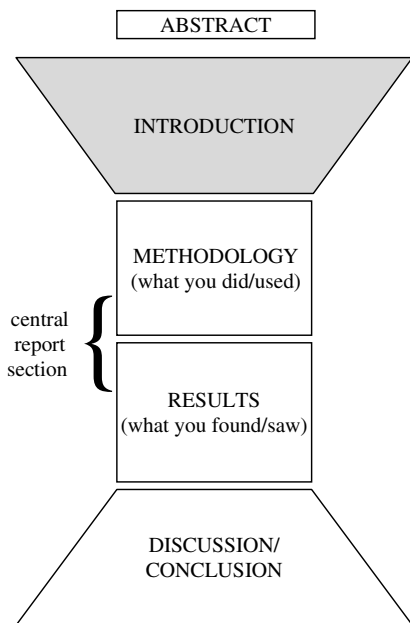 ABSTRACT
INTRODUCTION
METHODOLOGY
(what you did/used)
central
report
section
RESULTS
(what you found/saw)
DISCUSSION/
CONCLUSION